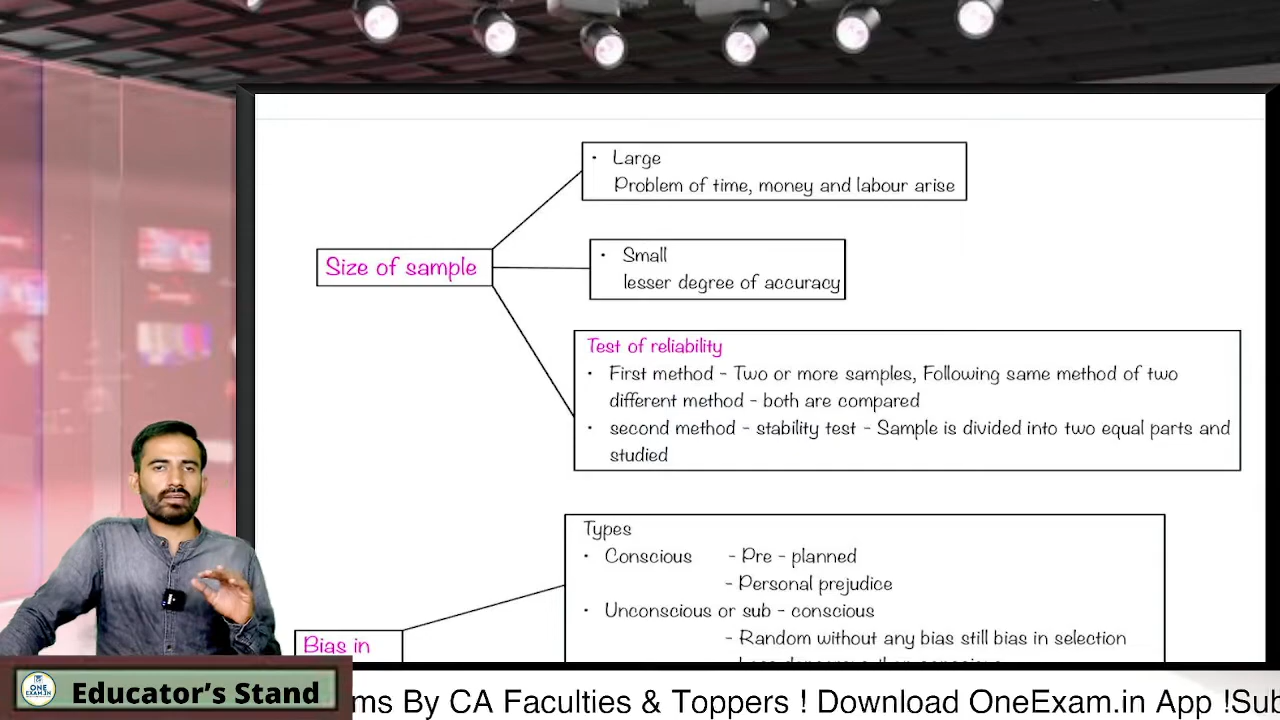 • Large
Problem of time, money and labour arise
Size of sample
• Small
lesser degree of accuracy
Test of reliability
• First method - Two or more samples, Following same method of two
different method - both are compared
• second method - stability test - Sample is divided into two equal parts and
studied
Types
• Conscious - Pre - planned
- Personal prejudice
• Unconscious or sub - conscious
- Random without any bias still bias in selection
Bias in
ONE
EXAM.IN
Educator's Stand
ms By CA Faculties & Toppers ! Download OneExam.in App !Sub